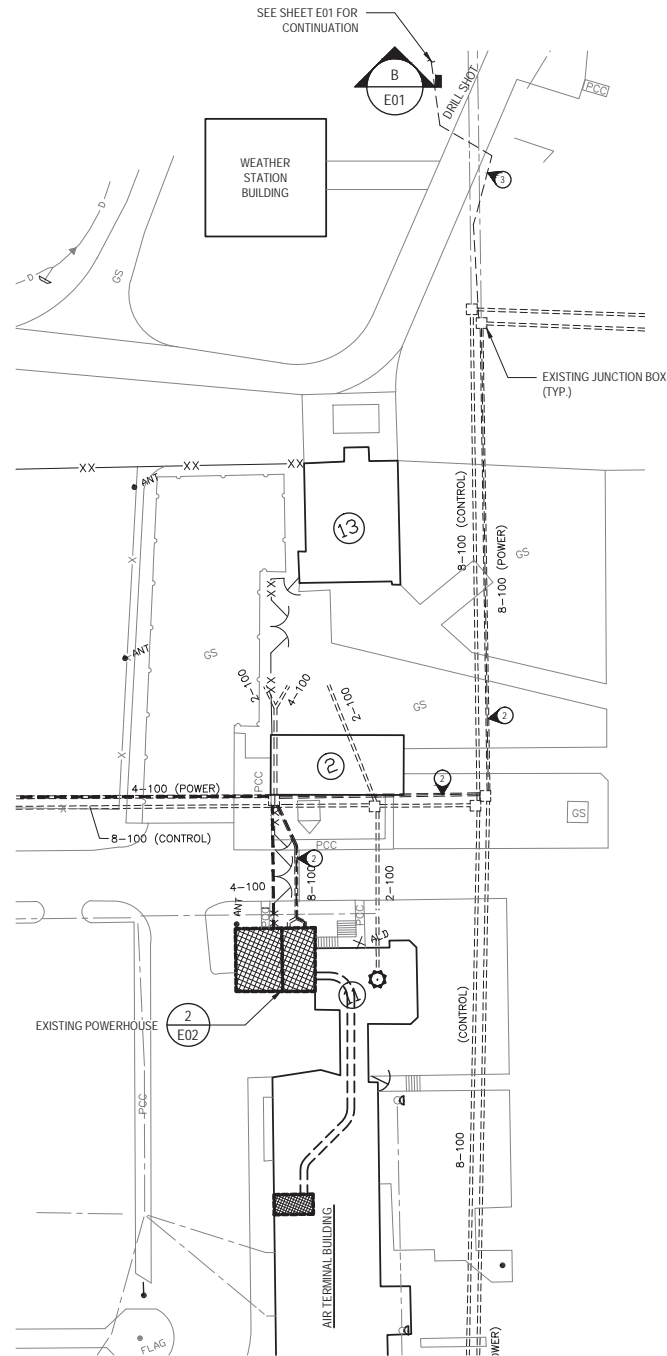 SEE SHEET E01 FOR
CONTINUATION
B
E01
DRILL SHOT
PCC
WEATHER
STATION
BUILDING
3
D
D
GS
EXISTING JUNCTION BOX
(TYP.)
XX
XX
XX
ANT
8-100 (CONTROL)
8-100 (POWER)
13
GS
X
X
X
ANT
GS
X
X
2-100
4-100
2-100
GS
2
2
PCC
4-100 (POWER)
2
X
8-100 (CONTROL)
GS
PCC
2
4-100
8-100
2-100
ANT
PCC
PCC
X
ALD
11
EXISTING POWERHOUSE
2
E02
(CONTROL)
PCC
8-100
AIR TERMINAL BUILDING
FLAG